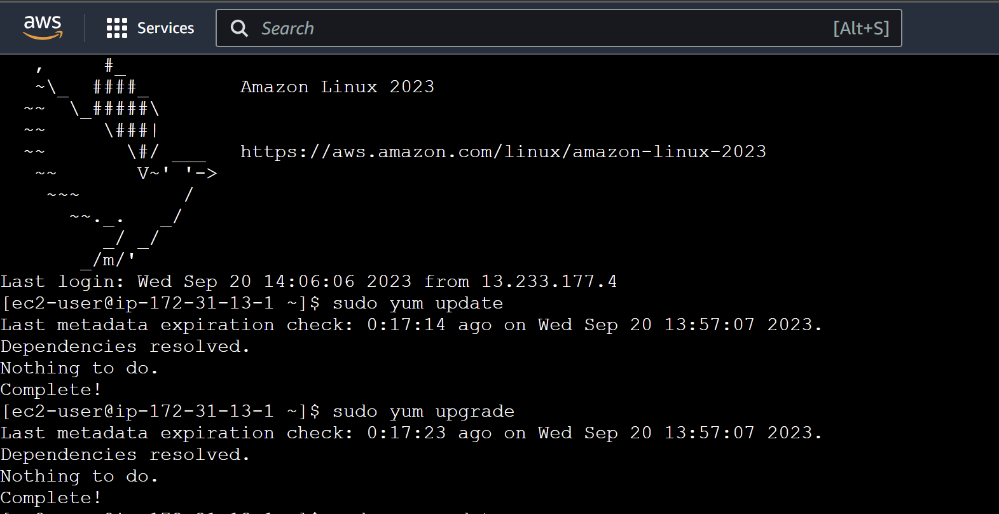 aws
Services
Search
[Alt+S]
   ,      #_
   ~\_  ####_        Amazon Linux 2023
  ~~  \_#####\
  ~~     \###|
  ~~       \#/ ___   https://aws.amazon.com/linux/amazon-linux-2023
   ~~       V~' '->
    ~~~         /
      ~~._.   _/
         _/ _/
       _/m/'
Last login: Wed Sep 20 14:06:06 2023 from 13.233.177.4
[ec2-user@ip-172-31-13-1 ~]$ sudo yum update
Last metadata expiration check: 0:17:14 ago on Wed Sep 20 13:57:07 2023.
Dependencies resolved.
Nothing to do.
Complete!
[ec2-user@ip-172-31-13-1 ~]$ sudo yum upgrade
Last metadata expiration check: 0:17:23 ago on Wed Sep 20 13:57:07 2023.
Dependencies resolved.
Nothing to do.
Complete!